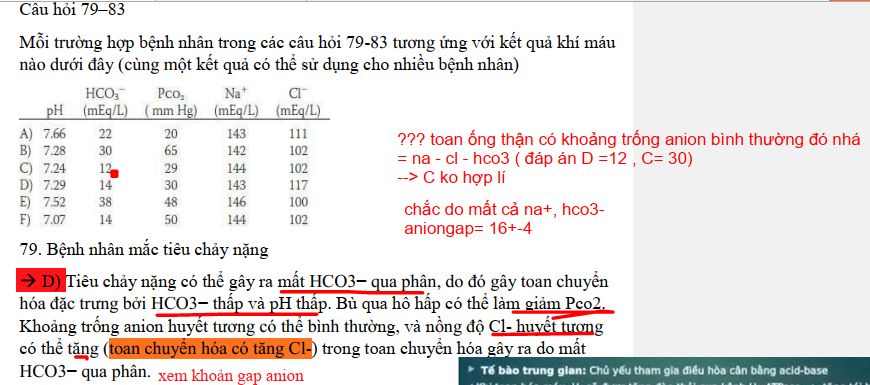 Câu hỏi 79–83
Mỗi trường hợp bệnh nhân trong các câu hỏi 79-83 tương ứng với kết quả khí máu
nào dưới đây (cùng một kết quả có thể sử dụng cho nhiều bệnh nhân)
HCO₃⁻ Pco₂ Na⁺ Cl⁻
pH (mEq/L) ( mm Hg) (mEq/L) (mEq/L)
A) 7.66 22 20 143 111
B) 7.28 30 65 142 102
C) 7.24 12 29 144 102
D) 7.29 14 30 143 117
E) 7.52 38 48 146 100
F) 7.07 14 50 144 102
??? toan ống thận có khoảng trống anion bình thường đó nhá
= na - cl - hco3 ( đáp án D =12 , C= 30)
--> C ko hợp lí
chắc do mất cả na+, hco3-
aniongap= 16+-4
79. Bệnh nhân mắc tiêu chảy nặng
→ D) Tiêu chảy nặng có thể gây ra mất HCO3− qua phân, do đó gây toan chuyển
hóa đặc trưng bởi HCO3− thấp và pH thấp. Bù qua hô hấp có thể làm giảm Pco2.
Khoảng trống anion huyết tương có thể bình thường, và nồng độ Cl- huyết tương
có thể tăng (toan chuyển hóa có tăng Cl-) trong toan chuyển hóa gây ra do mất
HCO3− qua phân. xem khoản gap anion
▸ Tế bào trung gian: Chủ yếu tham gia điều hòa cân bằng acid-base